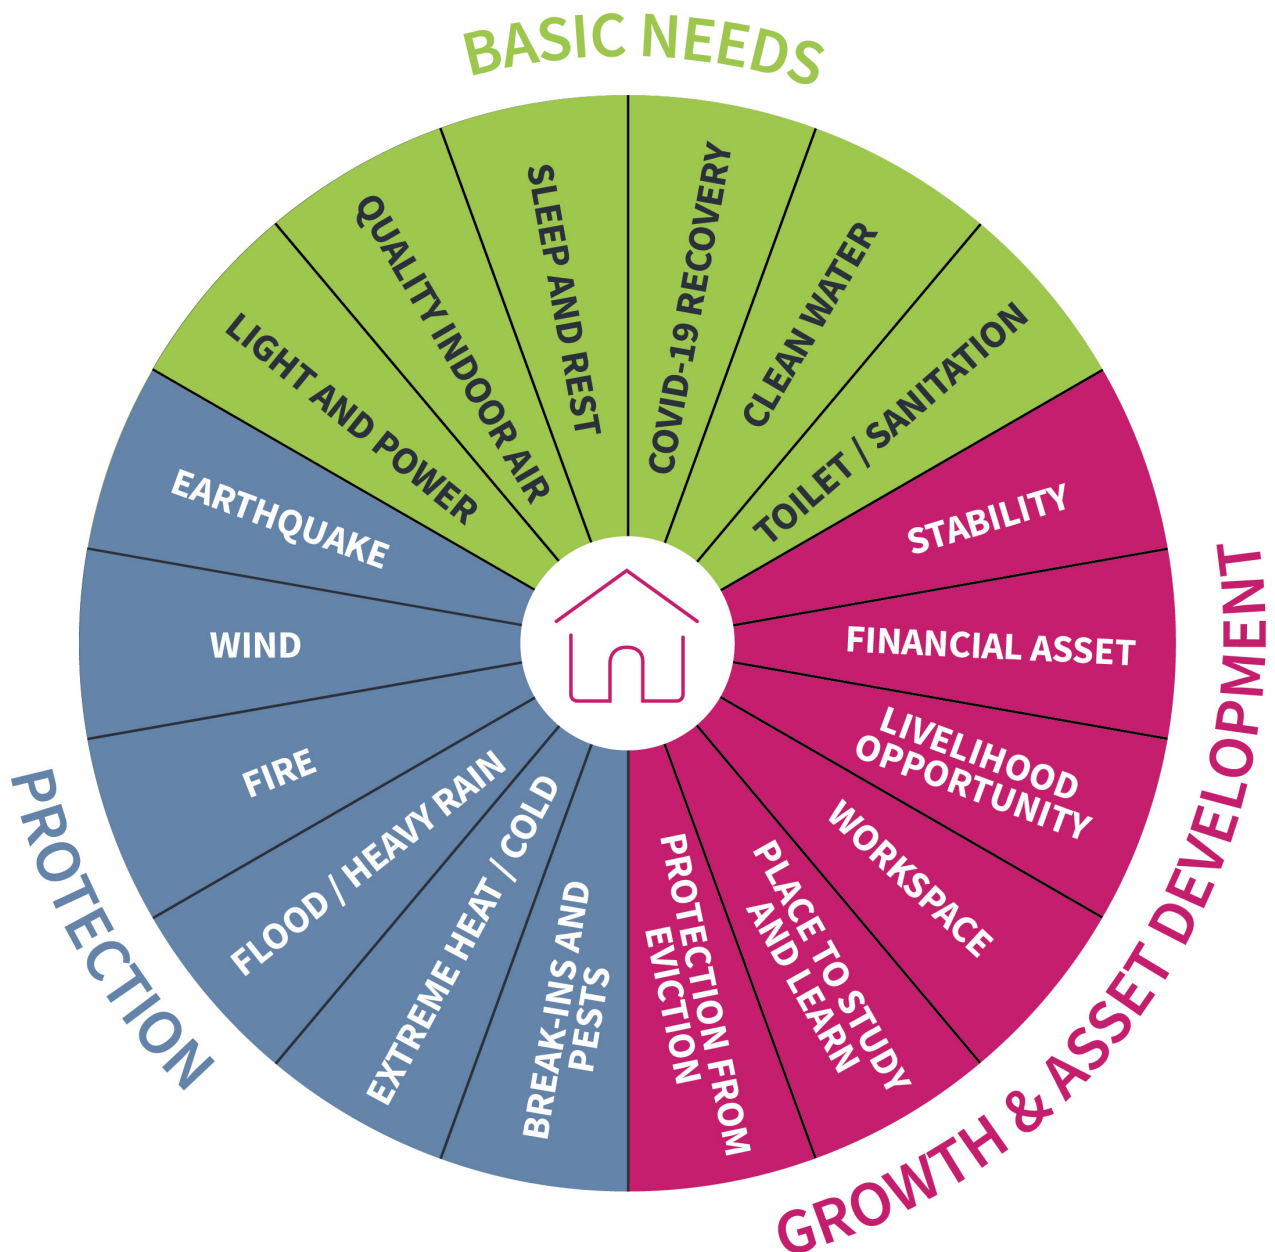 BASIC NEEDS
LIGHT AND POWER
QUALITY INDOOR AIR
SLEEP AND REST
COVID-19 RECOVERY
CLEAN WATER
TOILET / SANITATION
GROWTH & ASSET DEVELOPMENT
STABILITY
FINANCIAL ASSET
LIVELIHOOD
OPPORTUNITY
WORKSPACE
PLACE TO STUDY
AND LEARN
PROTECTION FROM
EVICTION
PROTECTION
BREAK-INS AND
PESTS
EXTREME HEAT / COLD
FLOOD / HEAVY RAIN
FIRE
WIND
EARTHQUAKE